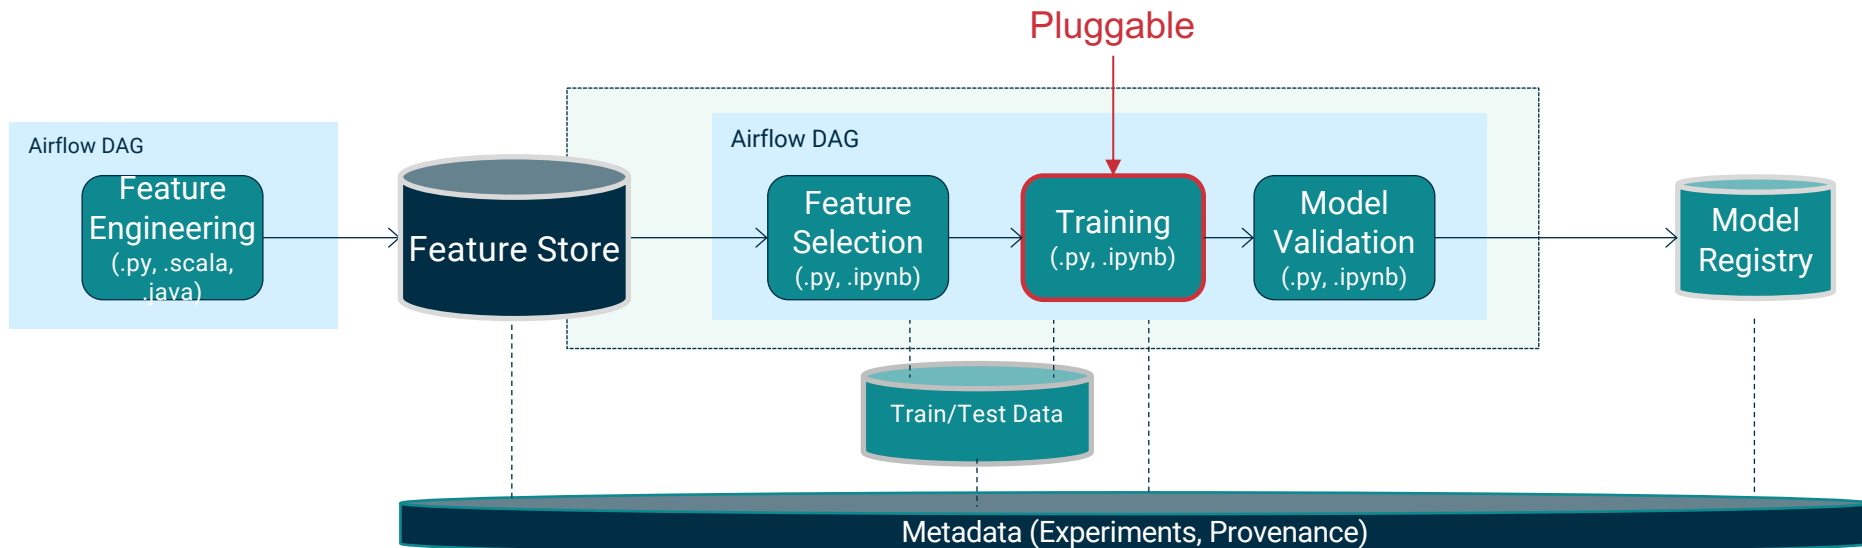 Pluggable
Airflow DAG
Feature
Engineering
(.py, .scala,
.java)
Feature Store
Airflow DAG
Feature
Selection
(.py, .ipynb)
Training
(.py, .ipynb)
Model
Validation
(.py, .ipynb)
Model
Registry
Train/Test Data
Metadata (Experiments, Provenance)